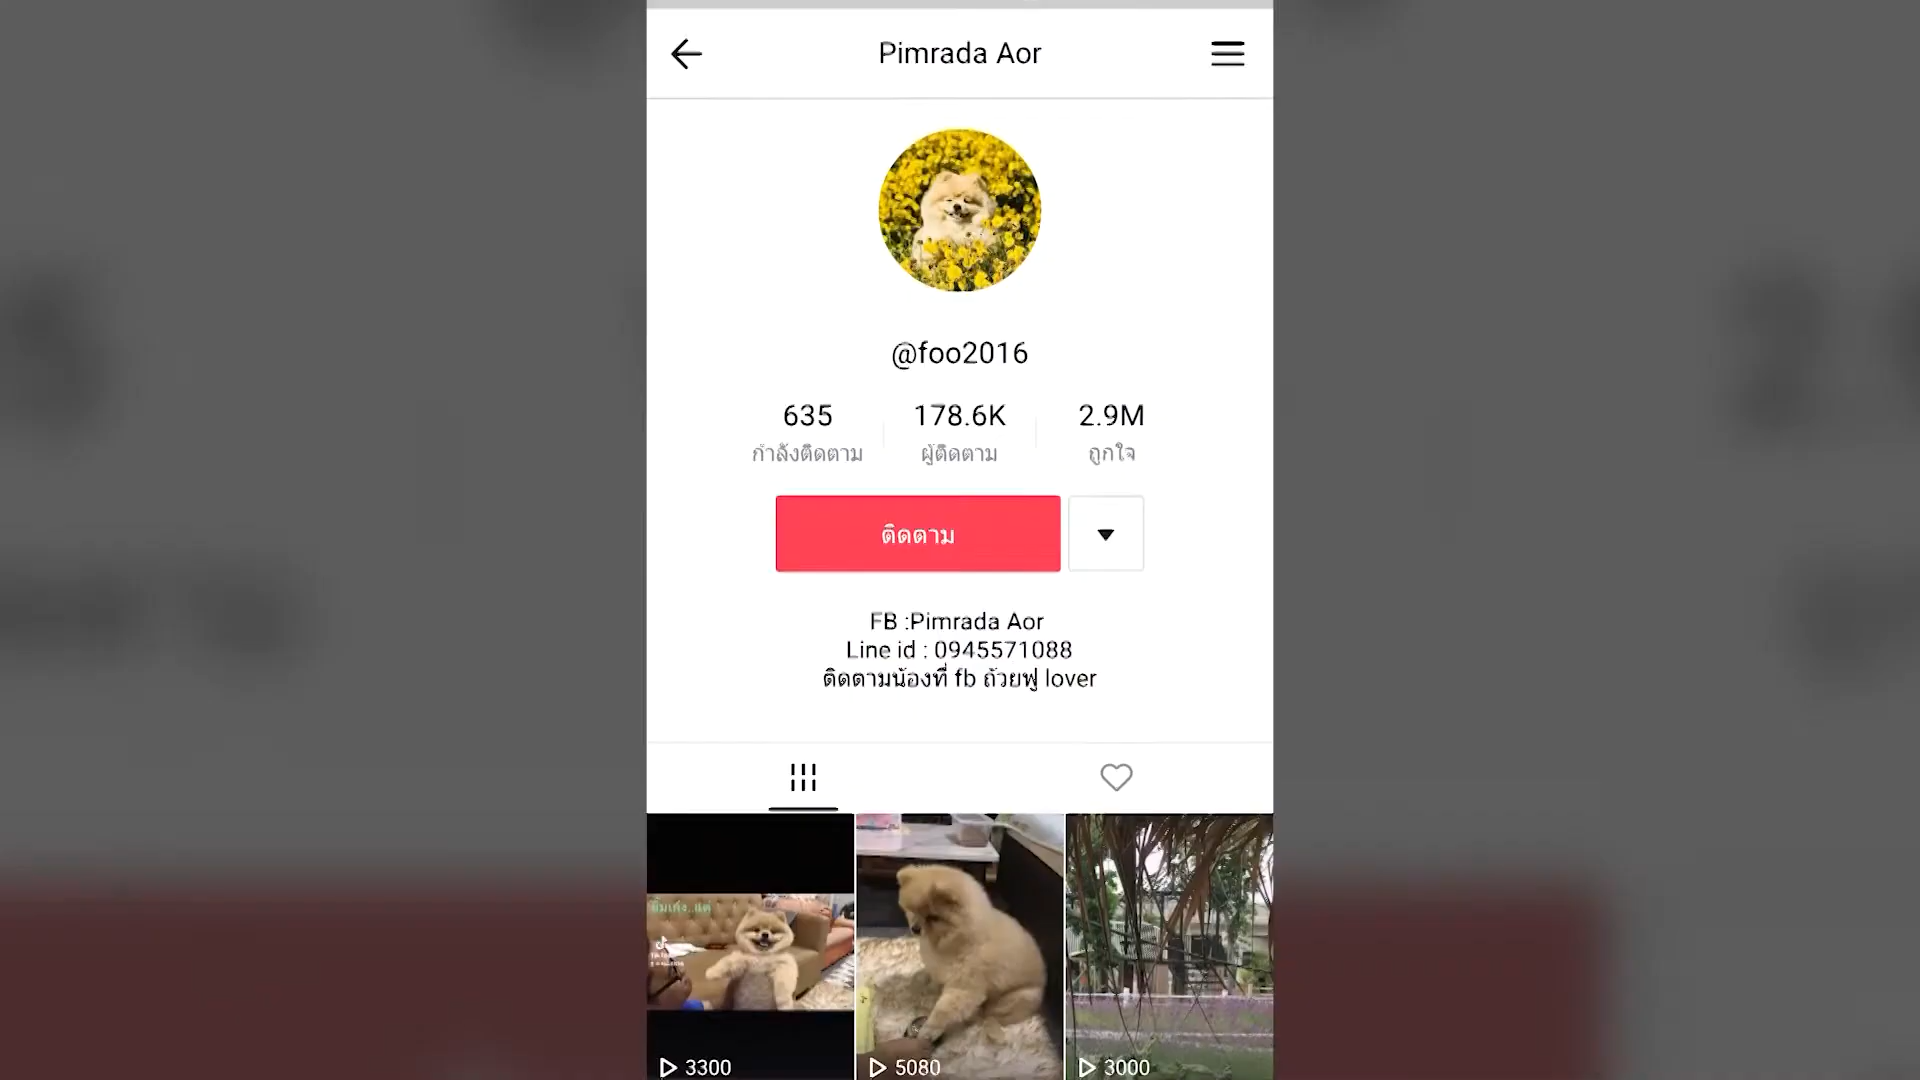 Pimrada Aor
@foo2016
635 178.6K 2.9M
กำลังติดตาม ผู้ติดตาม ถูกใจ
ติดตาม
FB :Pimrada Aor
Line id : 0945571088
ติดตามน้องที่ fb ถ้วยฟู lover
3300 5080 3000